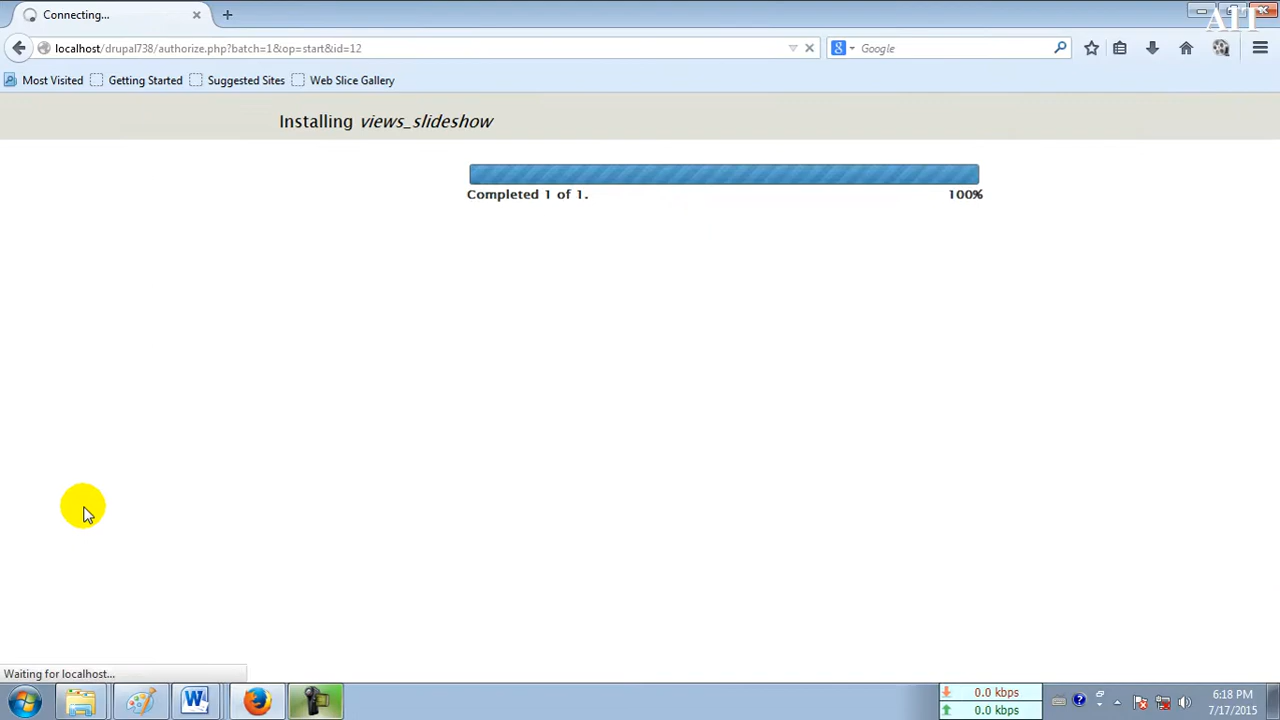 Connecting...
AIT
localhost/drupal738/authorize.php?batch=1&op=start&id=12
Google
Most Visited
Getting Started
Suggested Sites
Web Slice Gallery
Installing views_slideshow
Completed 1 of 1.
100%
Waiting for localhost...
0.0 kbps
0.0 kbps
6:18 PM
7/17/2015